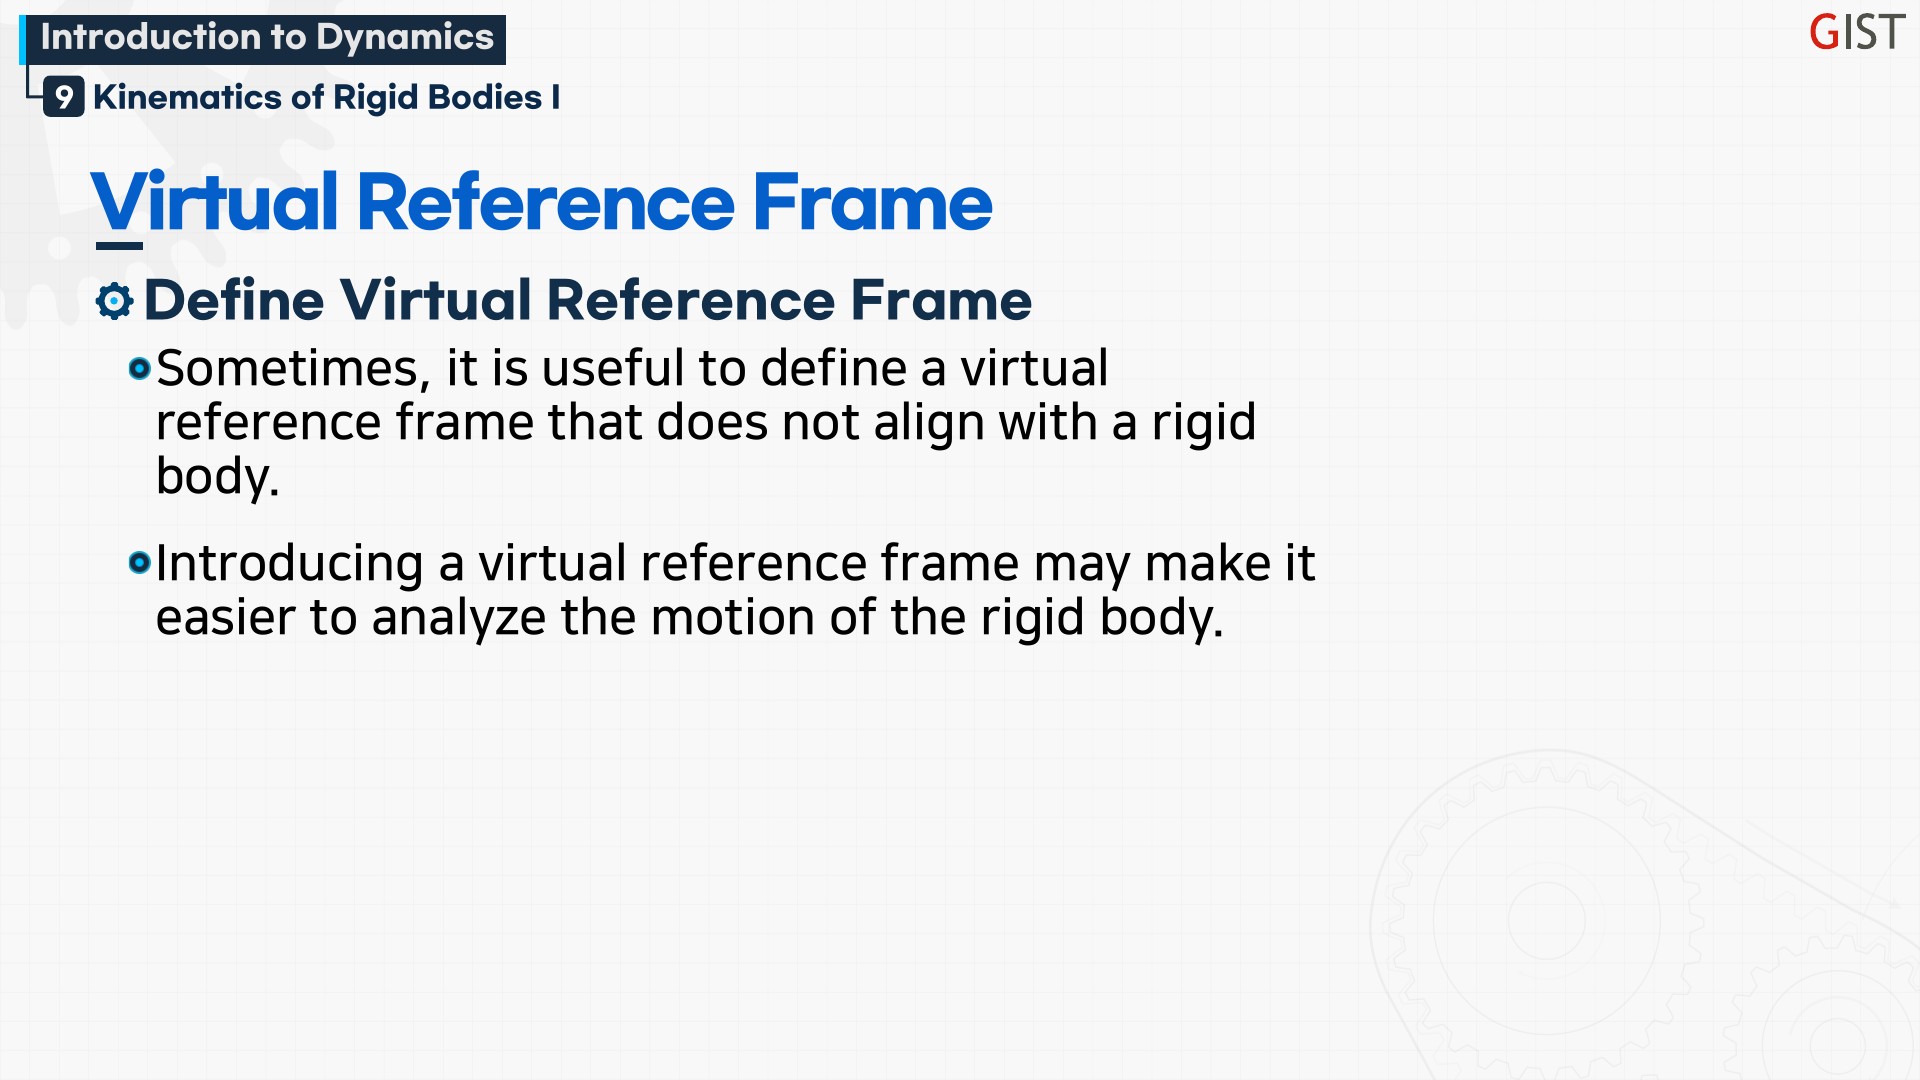 Introduction to Dynamics
GIST
9 Kinematics of Rigid Bodies I
Virtual Reference Frame
Define Virtual Reference Frame
Sometimes, it is useful to define a virtual
reference frame that does not align with a rigid
body.
Introducing a virtual reference frame may make it
easier to analyze the motion of the rigid body.